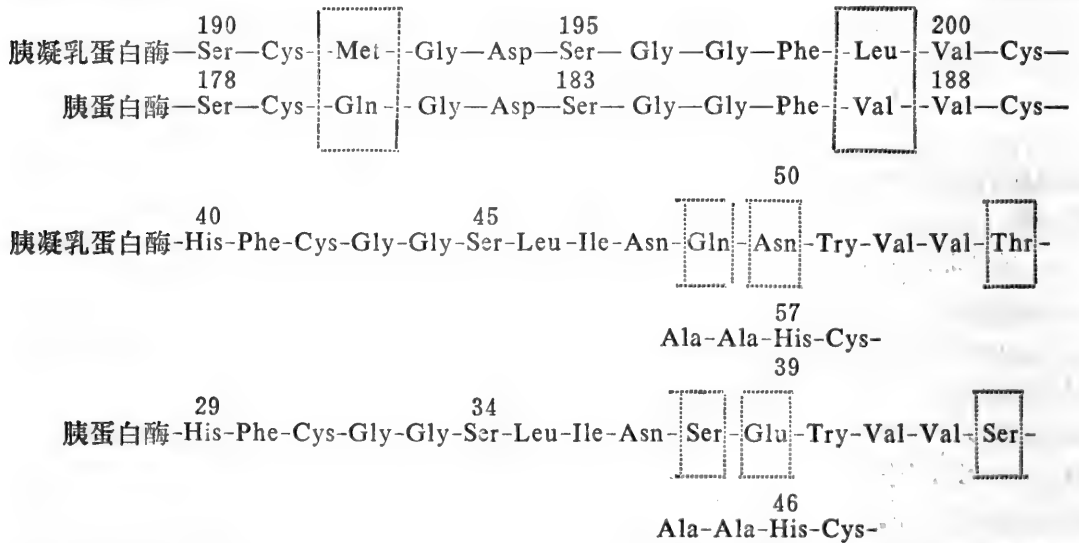 190 195 200
胰凝乳蛋白酶—Ser—Cys--Met--Gly—Asp—Ser—Gly—Gly—Phe--Leu--Val—Cys—
178 183 188
胰蛋白酶—Ser—Cys--Gln--Gly—Asp—Ser—Gly—Gly—Phe--Val--Val—Cys—
40 45 50
胰凝乳蛋白酶-His-Phe-Cys-Gly-Gly-Ser-Leu-Ile-Asn-Gln-Asn-Try-Val-Val-Thr-
57
Ala-Ala-His-Cys-
29 34 39
胰蛋白酶-His-Phe-Cys-Gly-Gly-Ser-Leu-Ile-Asn-Ser-Glu-Try-Val-Val-Ser-
46
Ala-Ala-His-Cys-